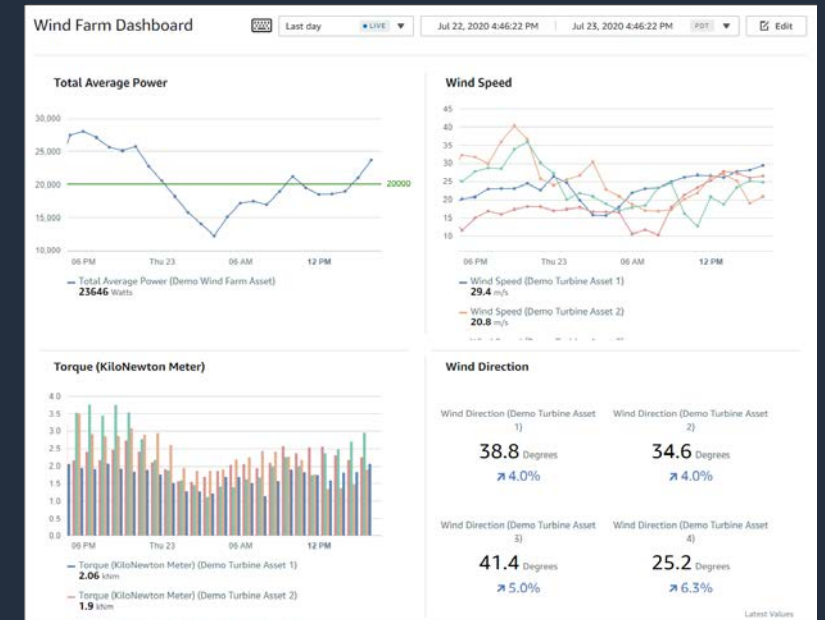 Wind Farm Dashboard
Last day
LIVE
Jul 22, 2020 4:46:22 PM
Jul 23, 2020 4:46:22 PM
PDT
Edit
Total Average Power
30,000
25,000
20,000
15,000
10,000
20000
06 PM
Thu 23
06 AM
12 PM
Total Average Power (Demo Wind Farm Asset)
23646 Watts
Wind Speed
45
40
35
30
25
20
15
10
06 PM
Thu 23
06 AM
12 PM
Wind Speed (Demo Turbine Asset 1)
29.4 m/s
Wind Speed (Demo Turbine Asset 2)
20.8 m/s
Torque (KiloNewton Meter)
4.0
3.5
3.0
2.5
2.0
1.5
1.0
0.5
0.0
06 PM
Thu 23
06 AM
12 PM
Torque (KiloNewton Meter) (Demo Turbine Asset 1)
2.06 kNm
Torque (KiloNewton Meter) (Demo Turbine Asset 2)
1.9 kNm
Wind Direction
Wind Direction (Demo Turbine Asset
1)
38.8 Degrees
4.0%
Wind Direction (Demo Turbine Asset
2)
34.6 Degrees
4.0%
Wind Direction (Demo Turbine Asset
3)
41.4 Degrees
5.0%
Wind Direction (Demo Turbine Asset
4)
25.2 Degrees
6.3%
Latest Values